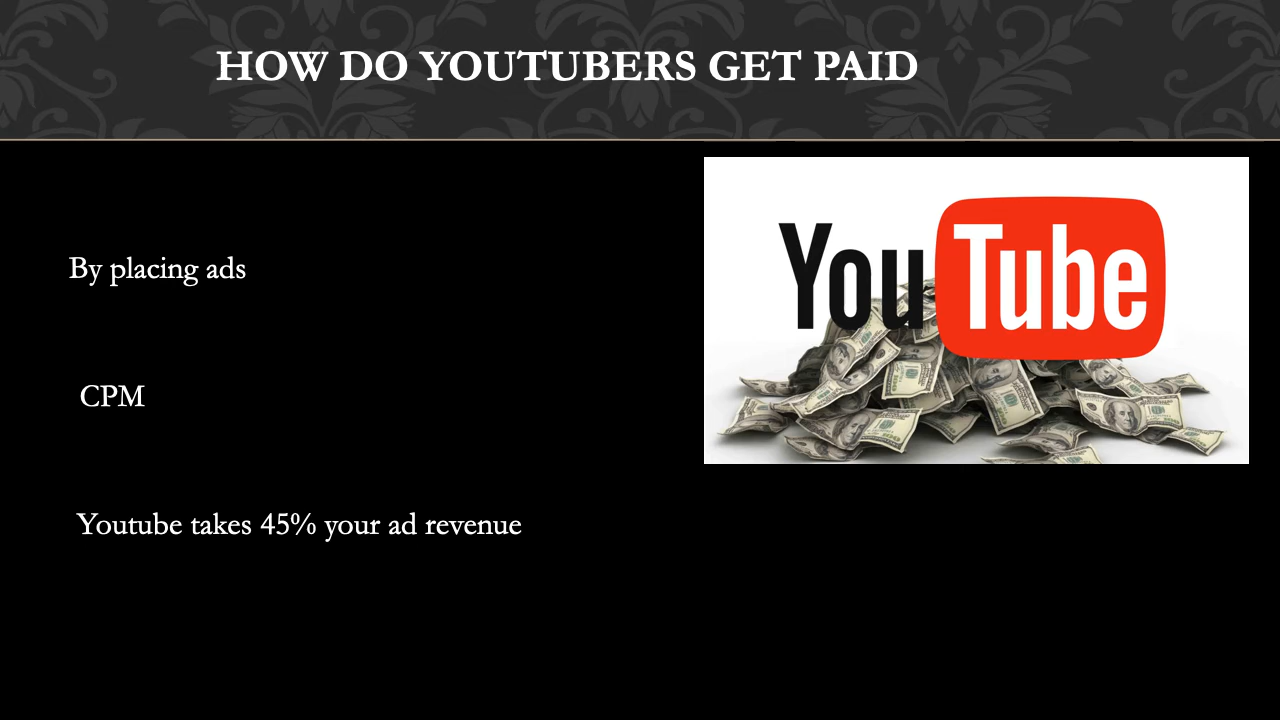 HOW DO YOUTUBERS GET PAID
By placing ads
CPM
Youtube takes 45% your ad revenue
YouTube